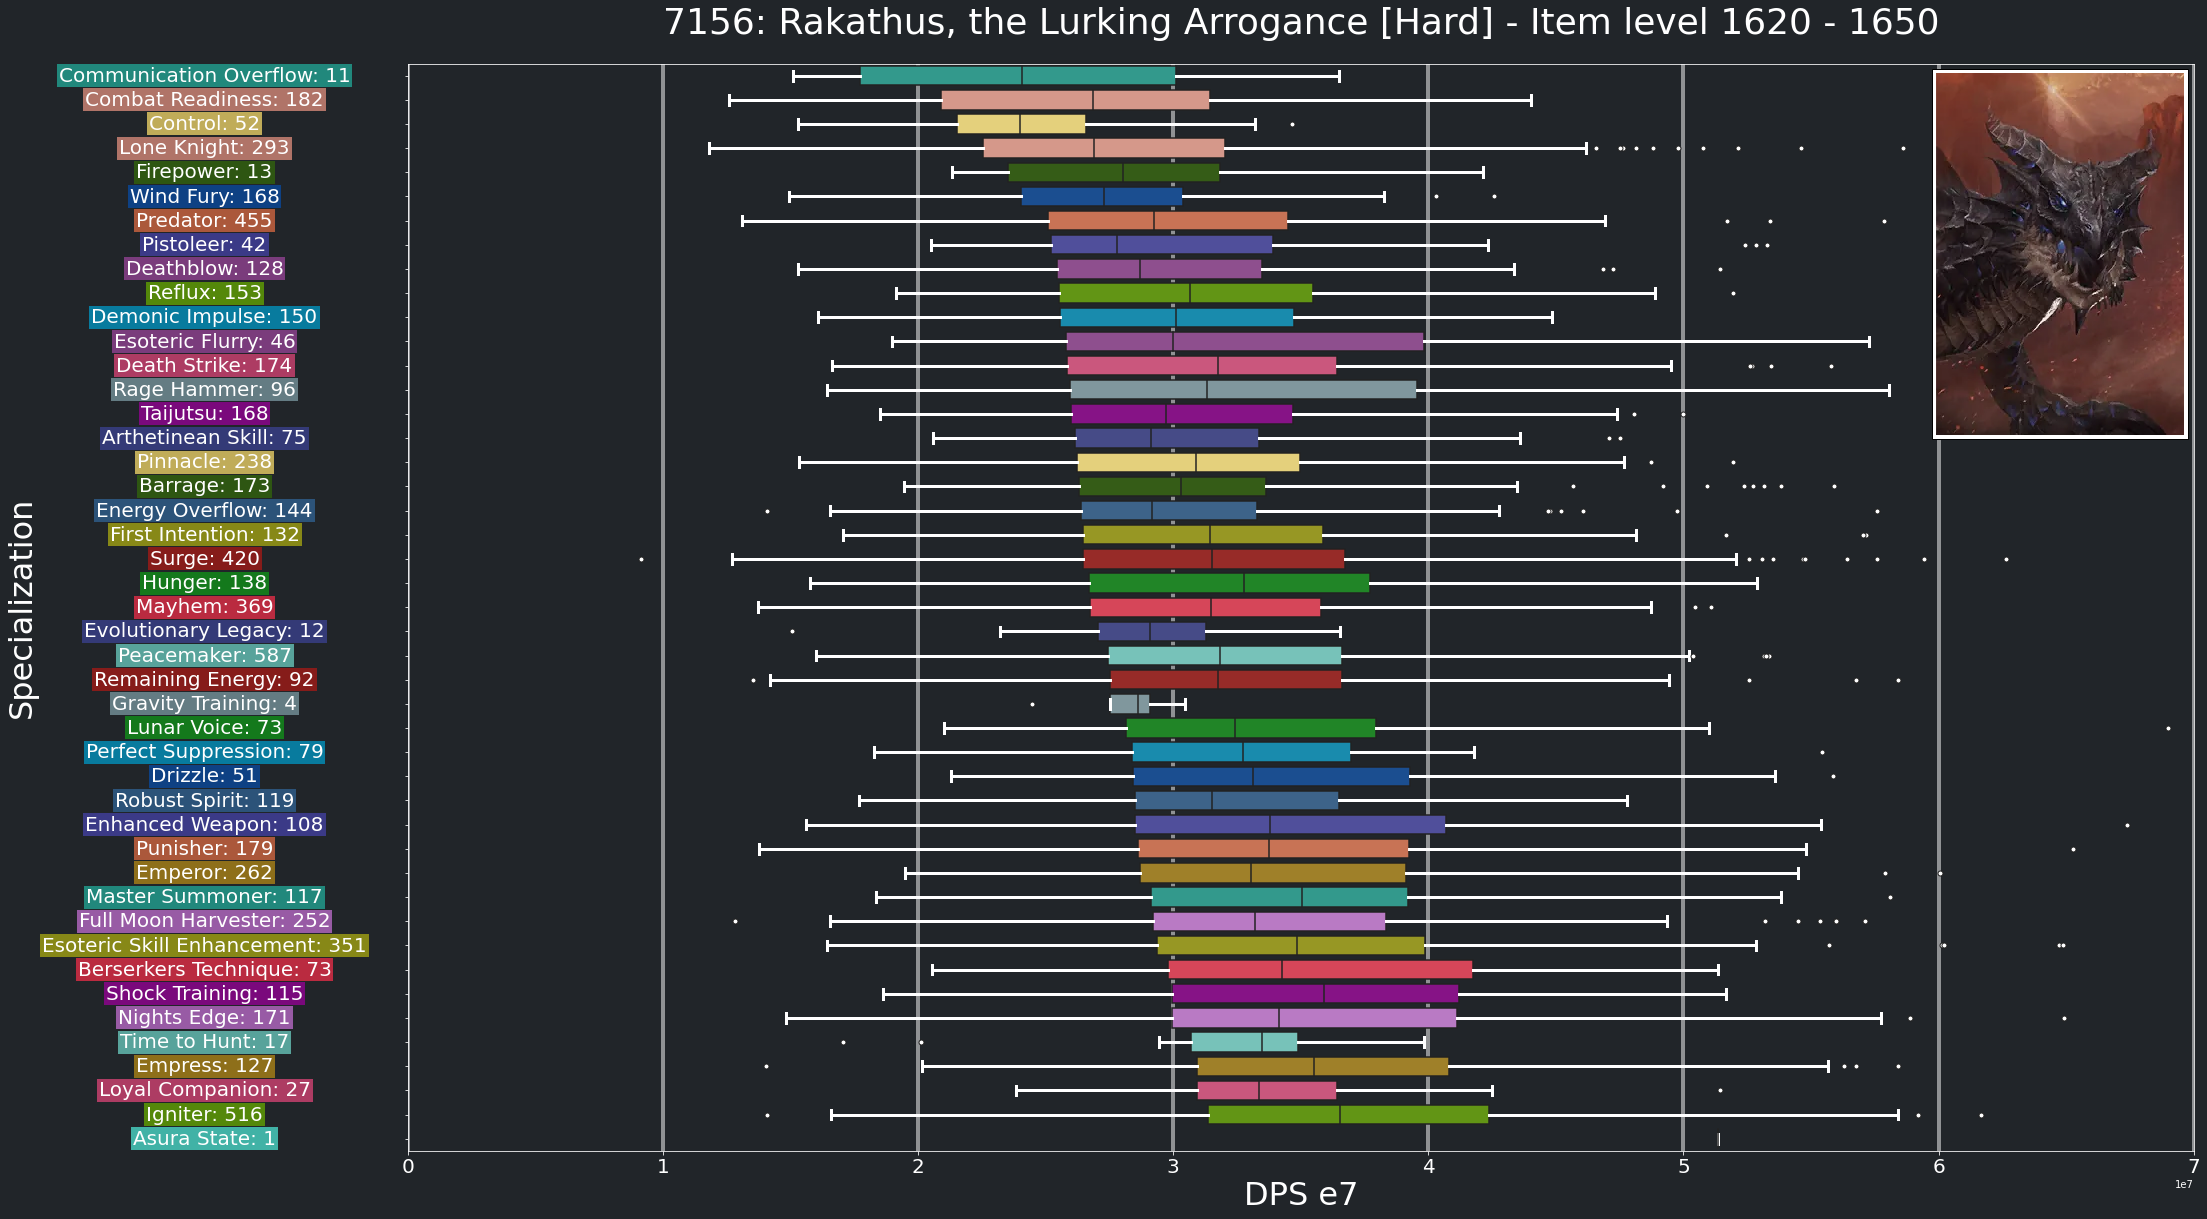 7156: Rakathus, the Lurking Arrogance [Hard] - Item level 1620 - 1650
Communication Overflow: 11
Combat Readiness: 182
Control: 52
Lone Knight: 293
Firepower: 13
Wind Fury: 168
Predator: 455
Pistoleer: 42
Deathblow: 128
Reflux: 153
Demonic Impulse: 150
Esoteric Flurry: 46
Death Strike: 174
Rage Hammer: 96
Taijutsu: 168
Arthetinean Skill: 75
Pinnacle: 238
Barrage: 173
Energy Overflow: 144
First Intention: 132
Surge: 420
Hunger: 138
Mayhem: 369
Evolutionary Legacy: 12
Peacemaker: 587
Remaining Energy: 92
Gravity Training: 4
Lunar Voice: 73
Perfect Suppression: 79
Drizzle: 51
Robust Spirit: 119
Enhanced Weapon: 108
Punisher: 179
Emperor: 262
Master Summoner: 117
Full Moon Harvester: 252
Esoteric Skill Enhancement: 351
Berserkers Technique: 73
Shock Training: 115
Nights Edge: 171
Time to Hunt: 17
Empress: 127
Loyal Companion: 27
Igniter: 516
Asura State: 1
Specialization
0 1 2 3 4 5 6 7
1e7
DPS e7